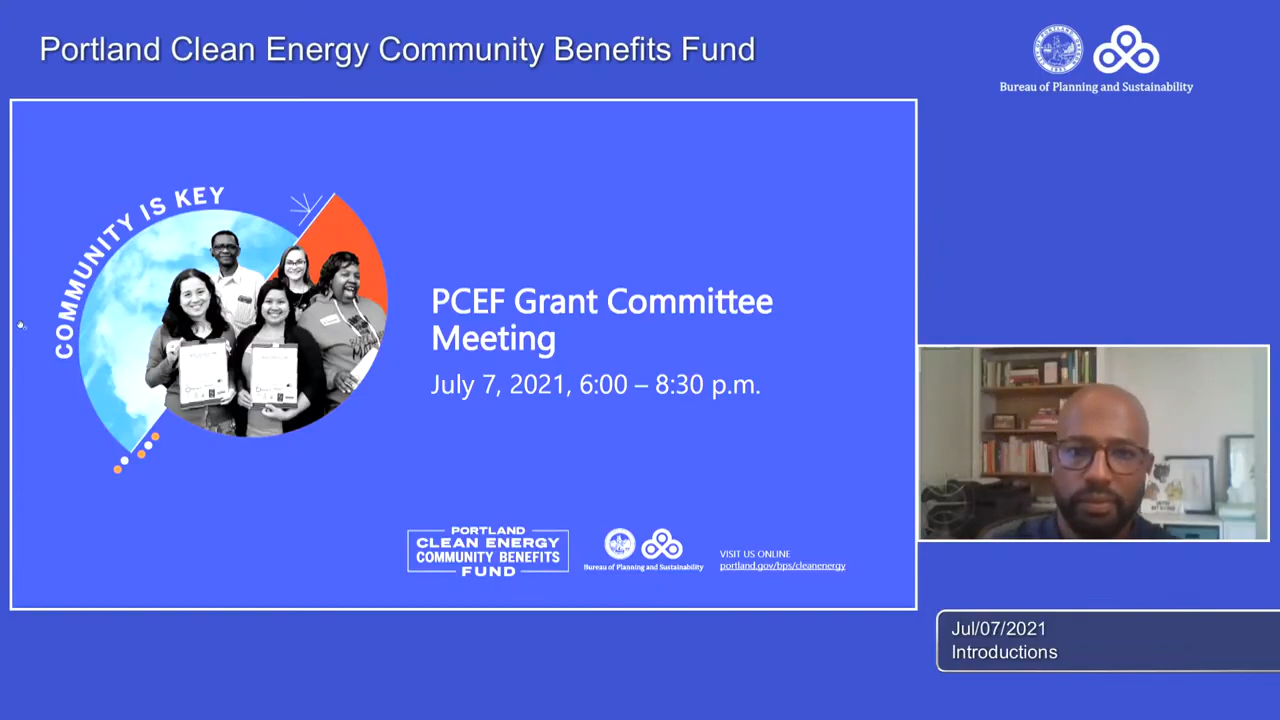 Portland Clean Energy Community Benefits Fund
Bureau of Planning and Sustainability
COMMUNITY IS KEY
PCEF Grant Committee
Meeting
July 7, 2021, 6:00 – 8:30 p.m.
PORTLAND
CLEAN ENERGY
COMMUNITY BENEFITS
FUND
Bureau of Planning and Sustainability
VISIT US ONLINE
portland.gov/bps/cleanenergy
Jul/07/2021
Introductions